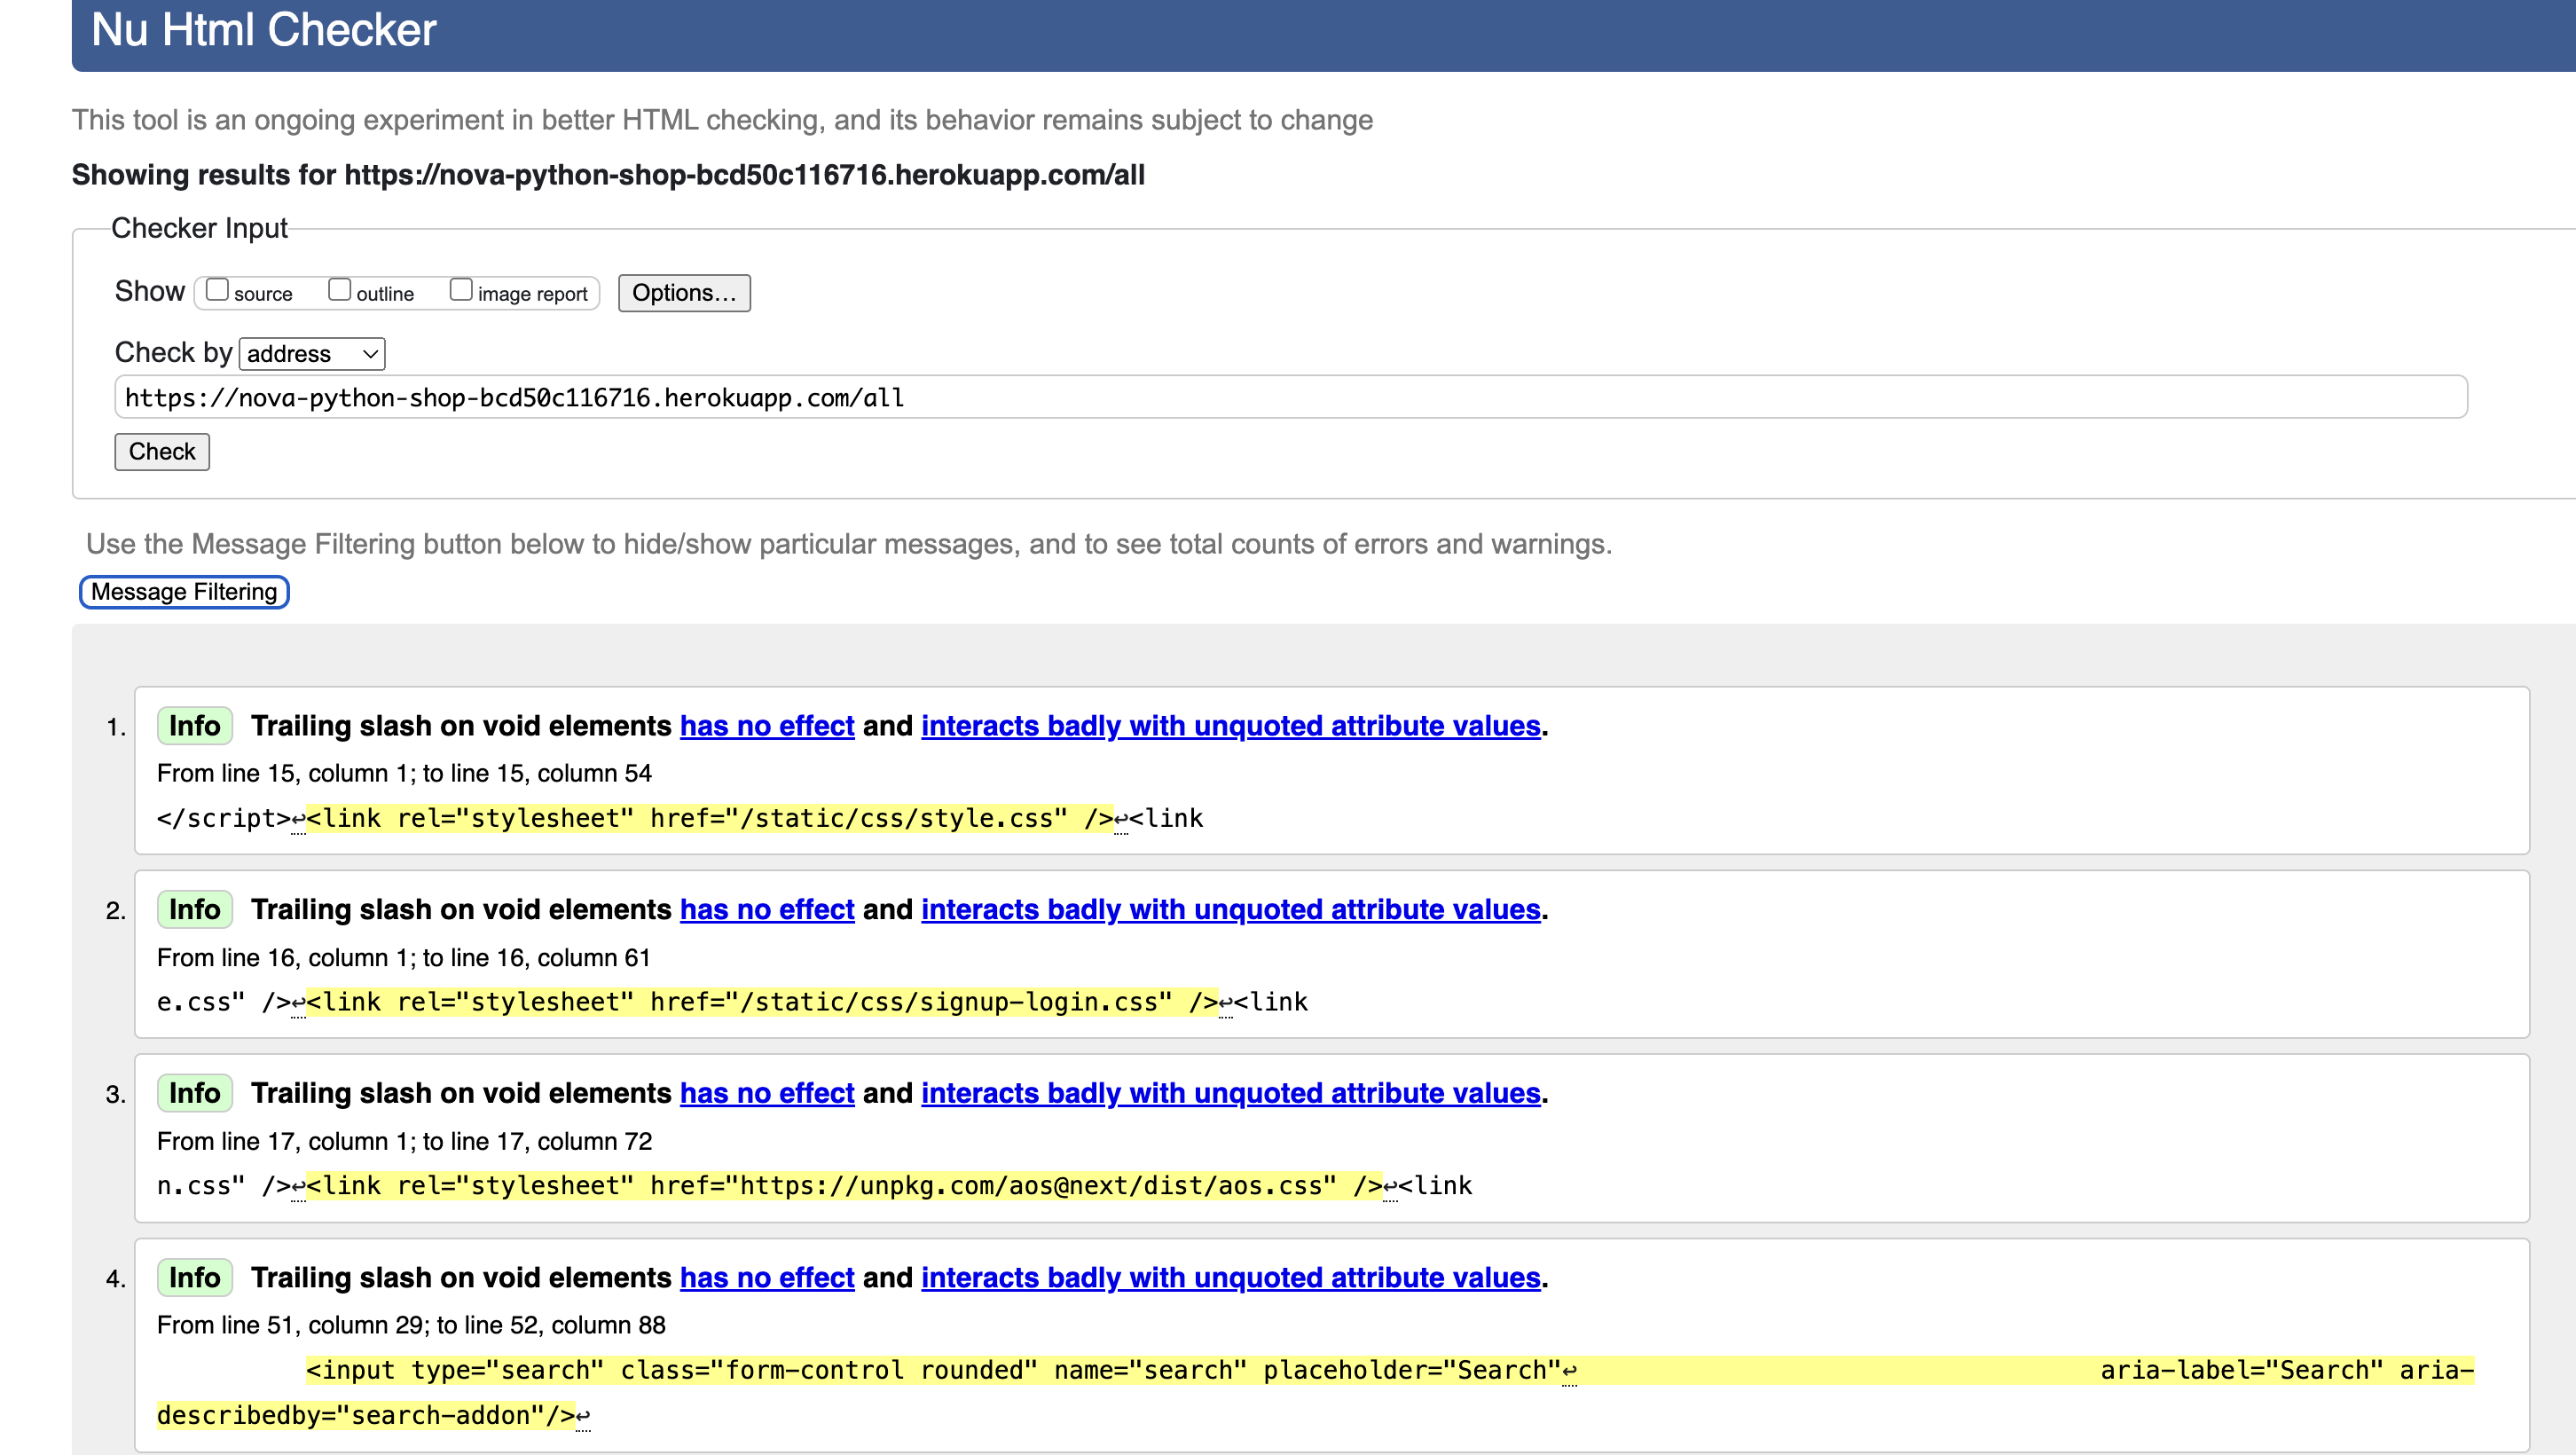 Nu Html Checker
This tool is an ongoing experiment in better HTML checking, and its behavior remains subject to change
Showing results for https://nova-python-shop-bcd50c116716.herokuapp.com/all
Checker Input
Show source outline image report Options...
Check by address
https://nova-python-shop-bcd50c116716.herokuapp.com/all
Check
Use the Message Filtering button below to hide/show particular messages, and to see total counts of errors and warnings.
Message Filtering
1. Info Trailing slash on void elements has no effect and interacts badly with unquoted attribute values.
From line 15, column 1; to line 15, column 54
</script>↩<link rel="stylesheet" href="/static/css/style.css" />↩<link
2. Info Trailing slash on void elements has no effect and interacts badly with unquoted attribute values.
From line 16, column 1; to line 16, column 61
e.css" />↩<link rel="stylesheet" href="/static/css/signup-login.css" />↩<link
3. Info Trailing slash on void elements has no effect and interacts badly with unquoted attribute values.
From line 17, column 1; to line 17, column 72
n.css" />↩<link rel="stylesheet" href="https://unpkg.com/aos@next/dist/aos.css" />↩<link
4. Info Trailing slash on void elements has no effect and interacts badly with unquoted attribute values.
From line 51, column 29; to line 52, column 88
<input type="search" class="form-control rounded" name="search" placeholder="Search"↩ aria-label="Search" aria-
describedby="search-addon"/>↩